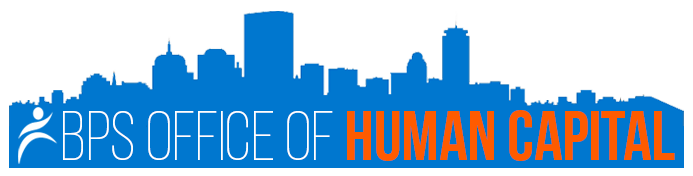 BPS OFFICE OF HUMAN CAPITAL